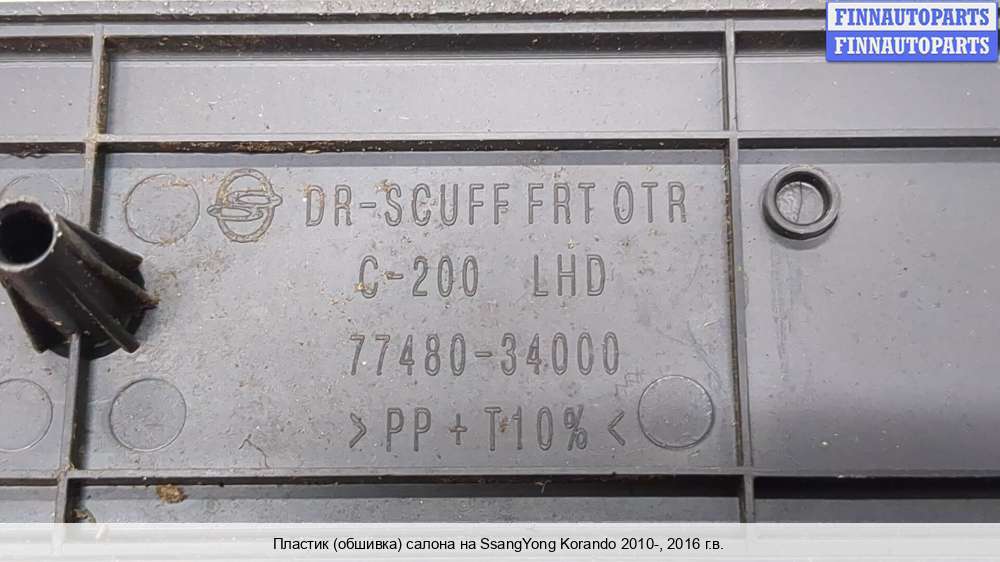 FINNAUTOPARTS
FINNAUTOPARTS
DR-SCUFF FRT OTR
C-200 LHD
77480-34000
>PP+T10%<
Пластик (обшивка) салона на SsangYong Korando 2010-, 2016 г.в.